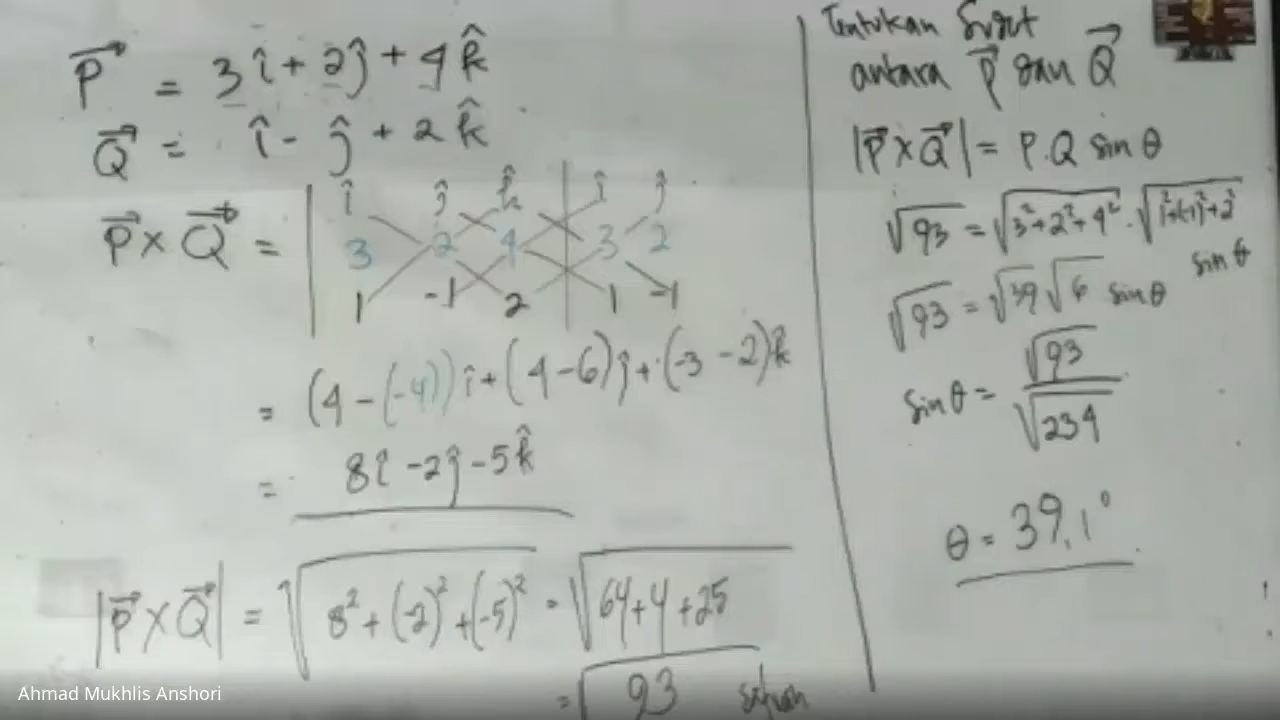 P⃗ = 3î + 2ĵ + 4k̂
Q⃗ = î - ĵ + 2k̂
P⃗ × Q⃗ = | î ĵ k̂ | î ĵ
3 2 4 | 3 2
1 -1 2 | 1 -1
= (4 - (-4))î + (4-6)ĵ + (-3 - 2)k̂
= 8î - 2ĵ - 5k̂
|P⃗ × Q⃗| = √(8² + (-2)² + (-5)²) = √(64+4+25)
= √93 satuan
Tentukan Sudut
antara P⃗ dan Q⃗
|P⃗ × Q⃗| = P.Q sin θ
√93 = √(3²+2²+4²) . √(1²+(-1)²+2²)
sin θ
√93 = √39 √6 sin θ
sin θ = √93 / √234
θ = 39,1°
Ahmad Mukhlis Anshori